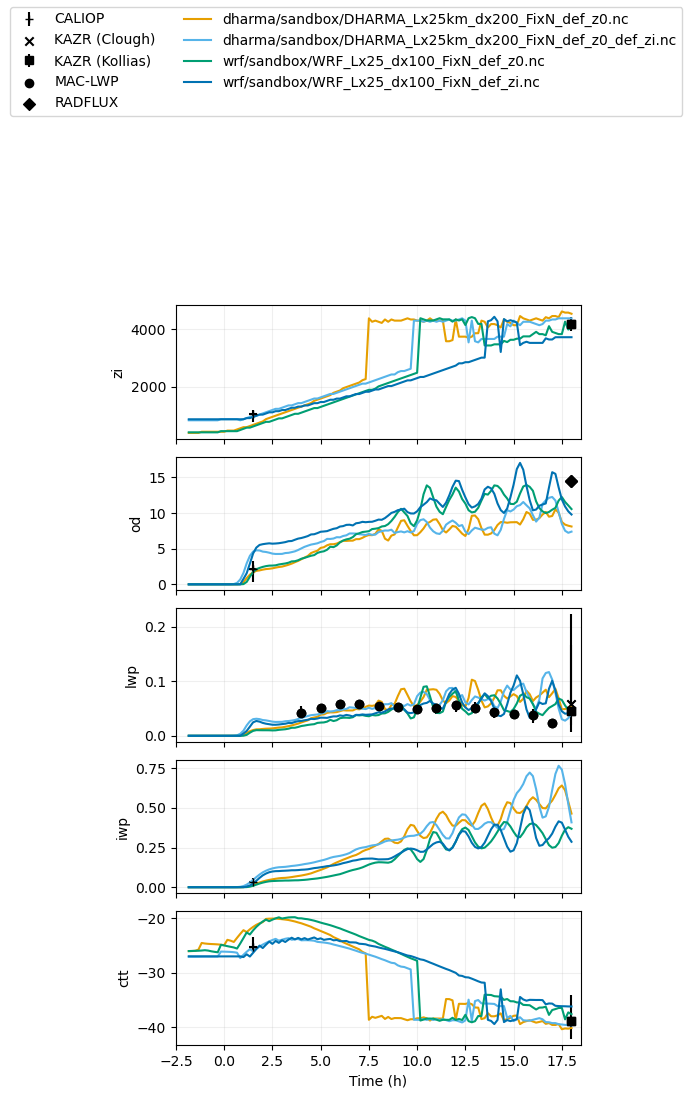 CALIOP
KAZR (Clough)
KAZR (Kollias)
MAC-LWP
RADFLUX
dharma/sandbox/DHARMA_Lx25km_dx200_FixN_def_z0.nc
dharma/sandbox/DHARMA_Lx25km_dx200_FixN_def_z0_def_zi.nc
wrf/sandbox/WRF_Lx25_dx100_FixN_def_z0.nc
wrf/sandbox/WRF_Lx25_dx100_FixN_def_zi.nc
4000
2000
zi
15
10
5
0
od
0.2
0.1
0.0
lwp
0.75
0.50
0.25
0.00
iwp
−20
−30
−40
ctt
−2.5 0.0 2.5 5.0 7.5 10.0 12.5 15.0 17.5
Time (h)